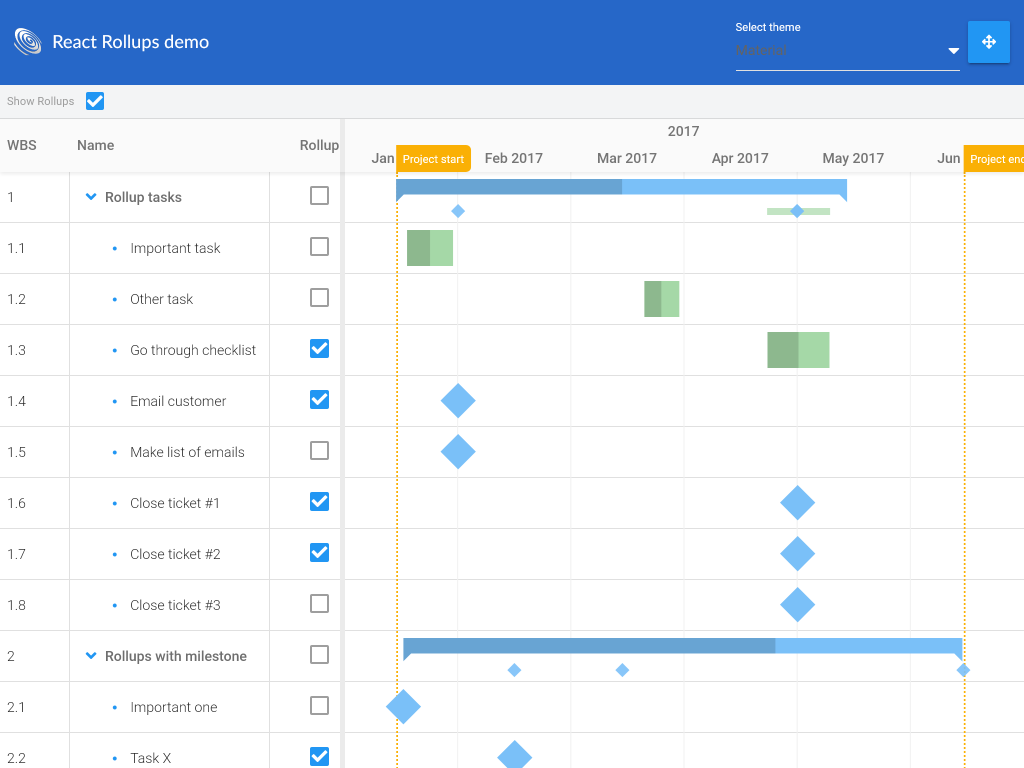 React Rollups demo
Select theme
Material
Show Rollups
WBS Name Rollup
2017
Jan Project start Feb 2017 Mar 2017 Apr 2017 May 2017 Jun Project end
1 Rollup tasks
1.1 Important task
1.2 Other task
1.3 Go through checklist
1.4 Email customer
1.5 Make list of emails
1.6 Close ticket #1
1.7 Close ticket #2
1.8 Close ticket #3
2 Rollups with milestone
2.1 Important one
2.2 Task X